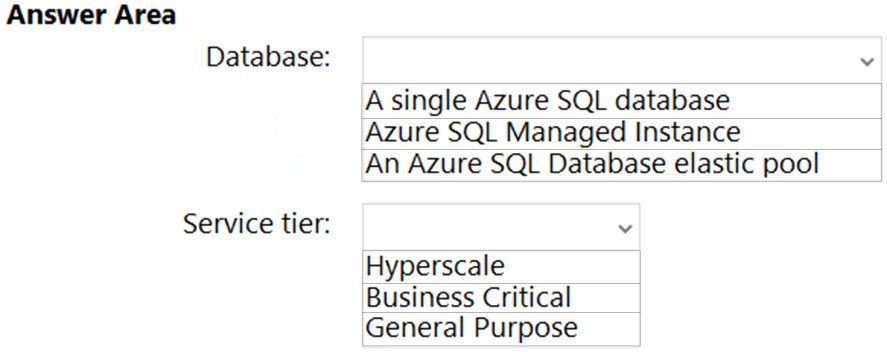 Answer Area
Database:
A single Azure SQL database
Azure SQL Managed Instance
An Azure SQL Database elastic pool
Service tier:
Hyperscale
Business Critical
General Purpose